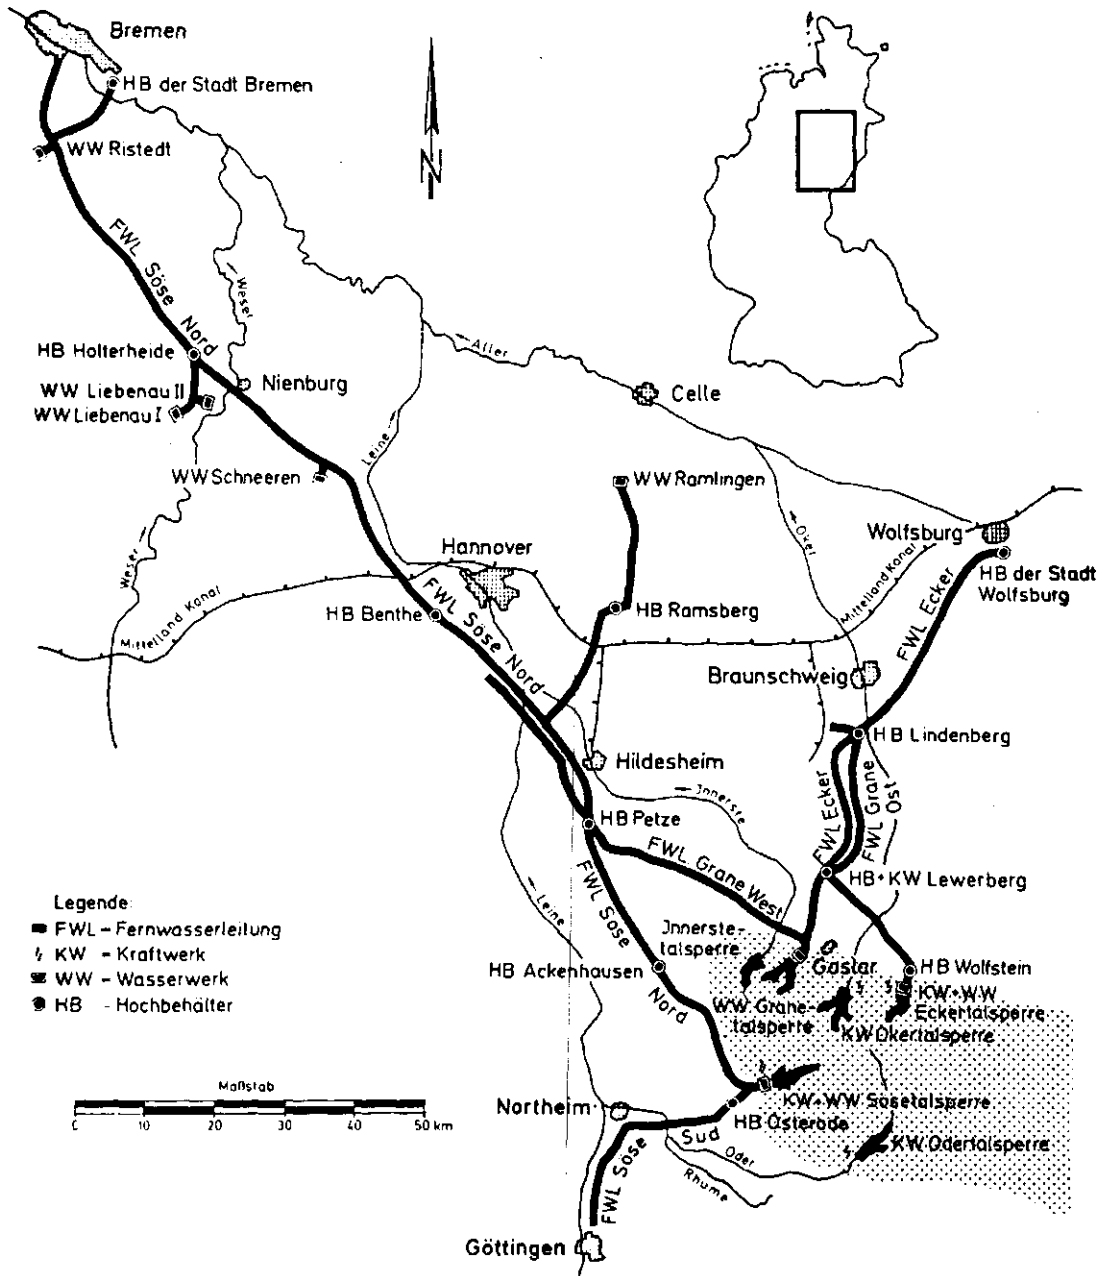 Bremen
HB der Stadt Bremen
WW Ristedt
N
FWL Söse Nord
Weser
HB Holterheide
WW Liebenau II
WW Liebenau I
Nienburg
Aller
Celle
Leine
WW Schneeren
WW Ramlingen
Oker
Wolfsburg
HB der Stadt
Wolfsburg
Weser
Hannover
Mittelland Kanal
Mittelland Kanal
FWL Ecker
HB Benthe
FWL Söse Nord
HB Ramsberg
Braunschweig
HB Lindenberg
Hildesheim
Innerste
FWL Ecker
FWL Grane
Ost
HB Petze
FWL Grane West
HB+KW Lewerberg
FWL Söse
Nord
Leine
Legende:
FWL - Fernwasserleitung
KW - Kraftwerk
WW - Wasserwerk
HB - Hochbehälter
Jnnerste-
talsperre
Goslar
HB Wolfstein
HB Ackenhausen
WW Grane-
talsperre
KW+WW
Eckertalsperre
KW Okertalsperre
Maßstab
0 10 20 30 40 50 km
KW+WW Sösetalsperre
Northeim
HB Osterode
FWL Söse Süd
Oder
KW Odertalsperre
Rhume
Göttingen